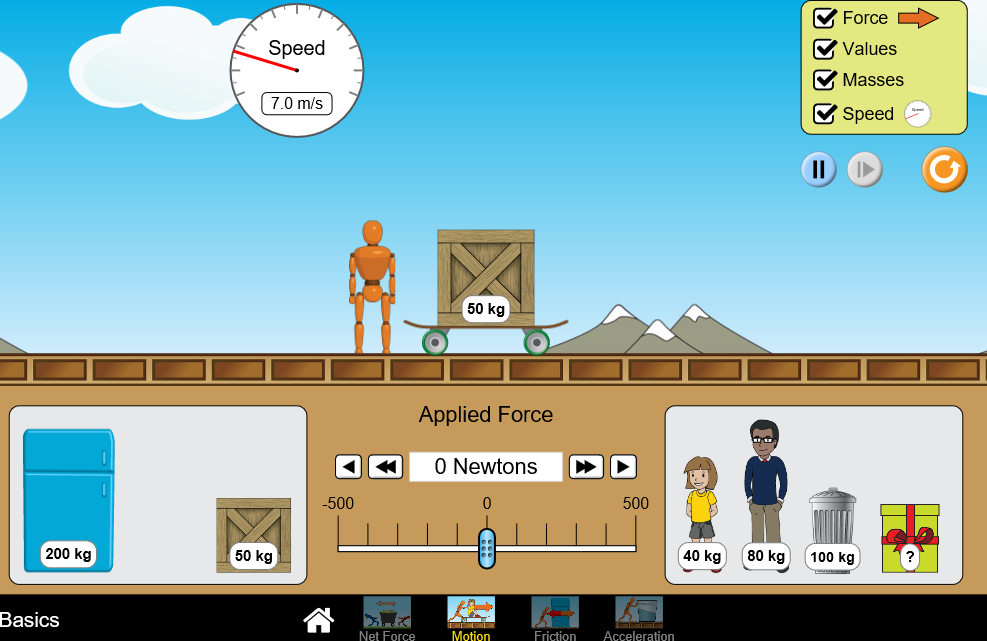 Speed
7.0 m/s
Force
Values
Masses
Speed
Speed
50 kg
Applied Force
0 Newtons
-500 0 500
200 kg
50 kg
40 kg
80 kg
100 kg
?
Basics
Net Force
Motion
Friction
Acceleration